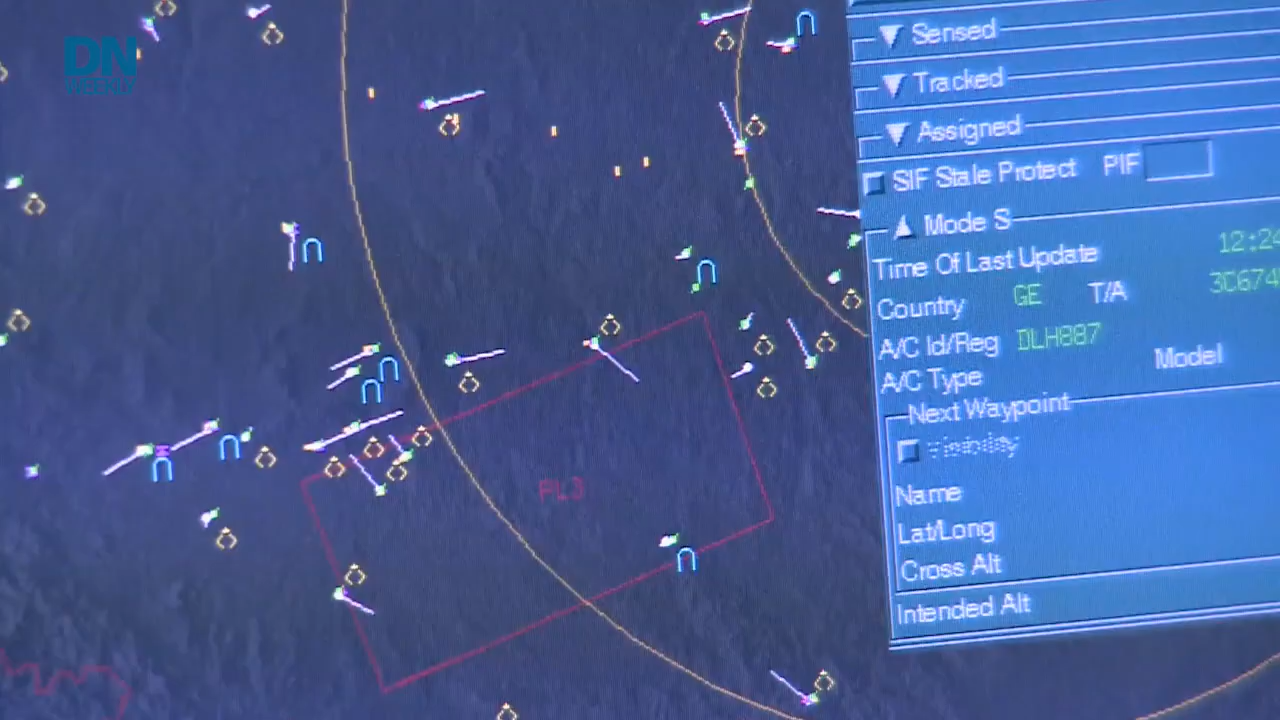 DN
WEEKLY
Sensed
Tracked
Assigned
SIF Stale Protect PIF
Mode S
Time Of Last Update 12:24
Country GE T/A 3C674
A/C Id/Reg DLH887
A/C Type Model
Next Waypoint
Visibility
Name
Lat/Long
Cross Alt
Intended Alt